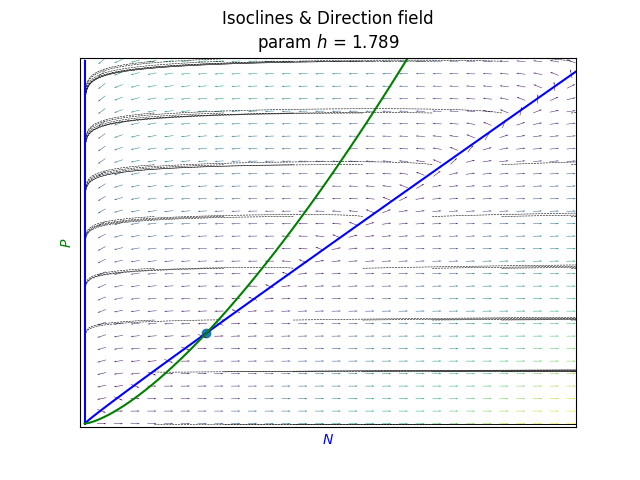 Isoclines & Direction field
param h = 1.789
P
N